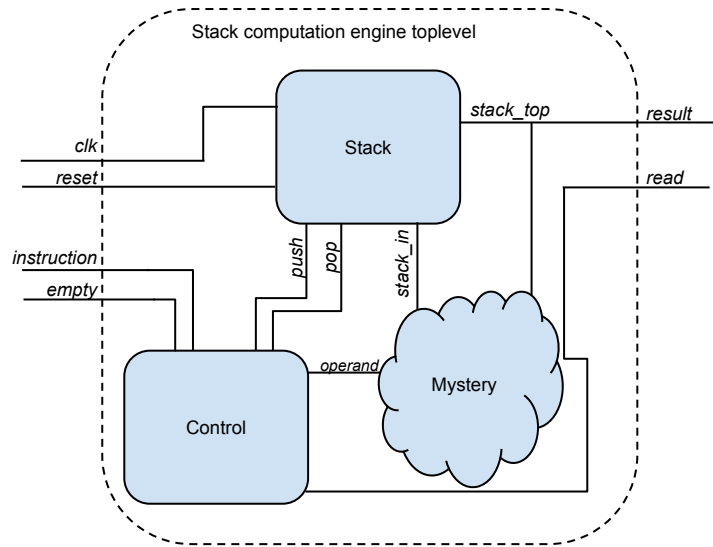 Stack computation engine toplevel
stack_top
result
clk
Stack
reset
read
instruction
push
pop
stack_in
empty
operand
Mystery
Control